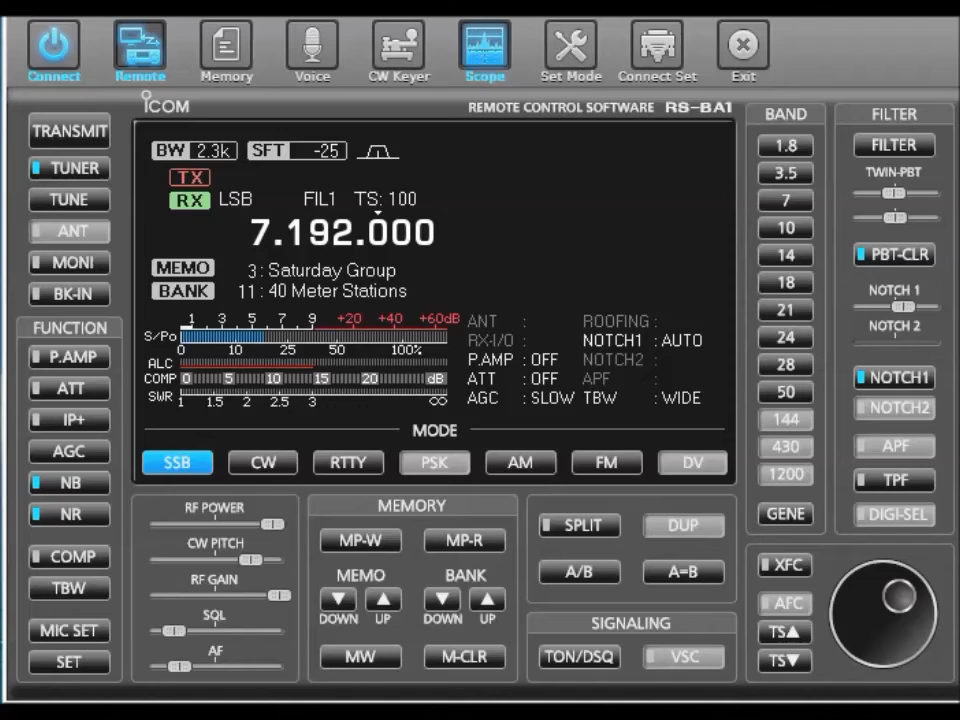 Connect Remote Memory Voice CW Keyer Scope Set Mode Connect Set Exit
ICOM REMOTE CONTROL SOFTWARE RS-BA1
TRANSMIT
TUNER
TUNE
ANT
MONI
BK-IN
FUNCTION
P.AMP
ATT
IP+
AGC
NB
NR
COMP
TBW
MIC SET
SET
BW 2.3k SFT -25
TX
RX LSB FIL1 TS: 100
7.192.000
MEMO 3 : Saturday Group
BANK 11 : 40 Meter Stations
1 3 5 7 9 +20 +40 +60dB
S/Po
0 10 25 50 100%
ALC
COMP 0 5 10 15 20 dB
SWR 1 1.5 2 2.5 3 ∞
ANT :
RX-I/O :
P.AMP : OFF
ATT : OFF
AGC : SLOW
ROOFING :
NOTCH1 : AUTO
NOTCH2 :
APF :
TBW : WIDE
MODE
SSB CW RTTY PSK AM FM DV
RF POWER
CW PITCH
RF GAIN
SQL
AF
MEMORY
MP-W MP-R
MEMO BANK
DOWN UP DOWN UP
MW M-CLR
SPLIT DUP
A/B A=B
SIGNALING
TON/DSQ VSC
BAND
1.8
3.5
7
10
14
18
21
24
28
50
144
430
1200
GENE
FILTER
FILTER
TWIN-PBT
PBT-CLR
NOTCH 1
NOTCH 2
NOTCH1
NOTCH2
APF
TPF
DIGI-SEL
XFC
AFC
TS▲
TS▼